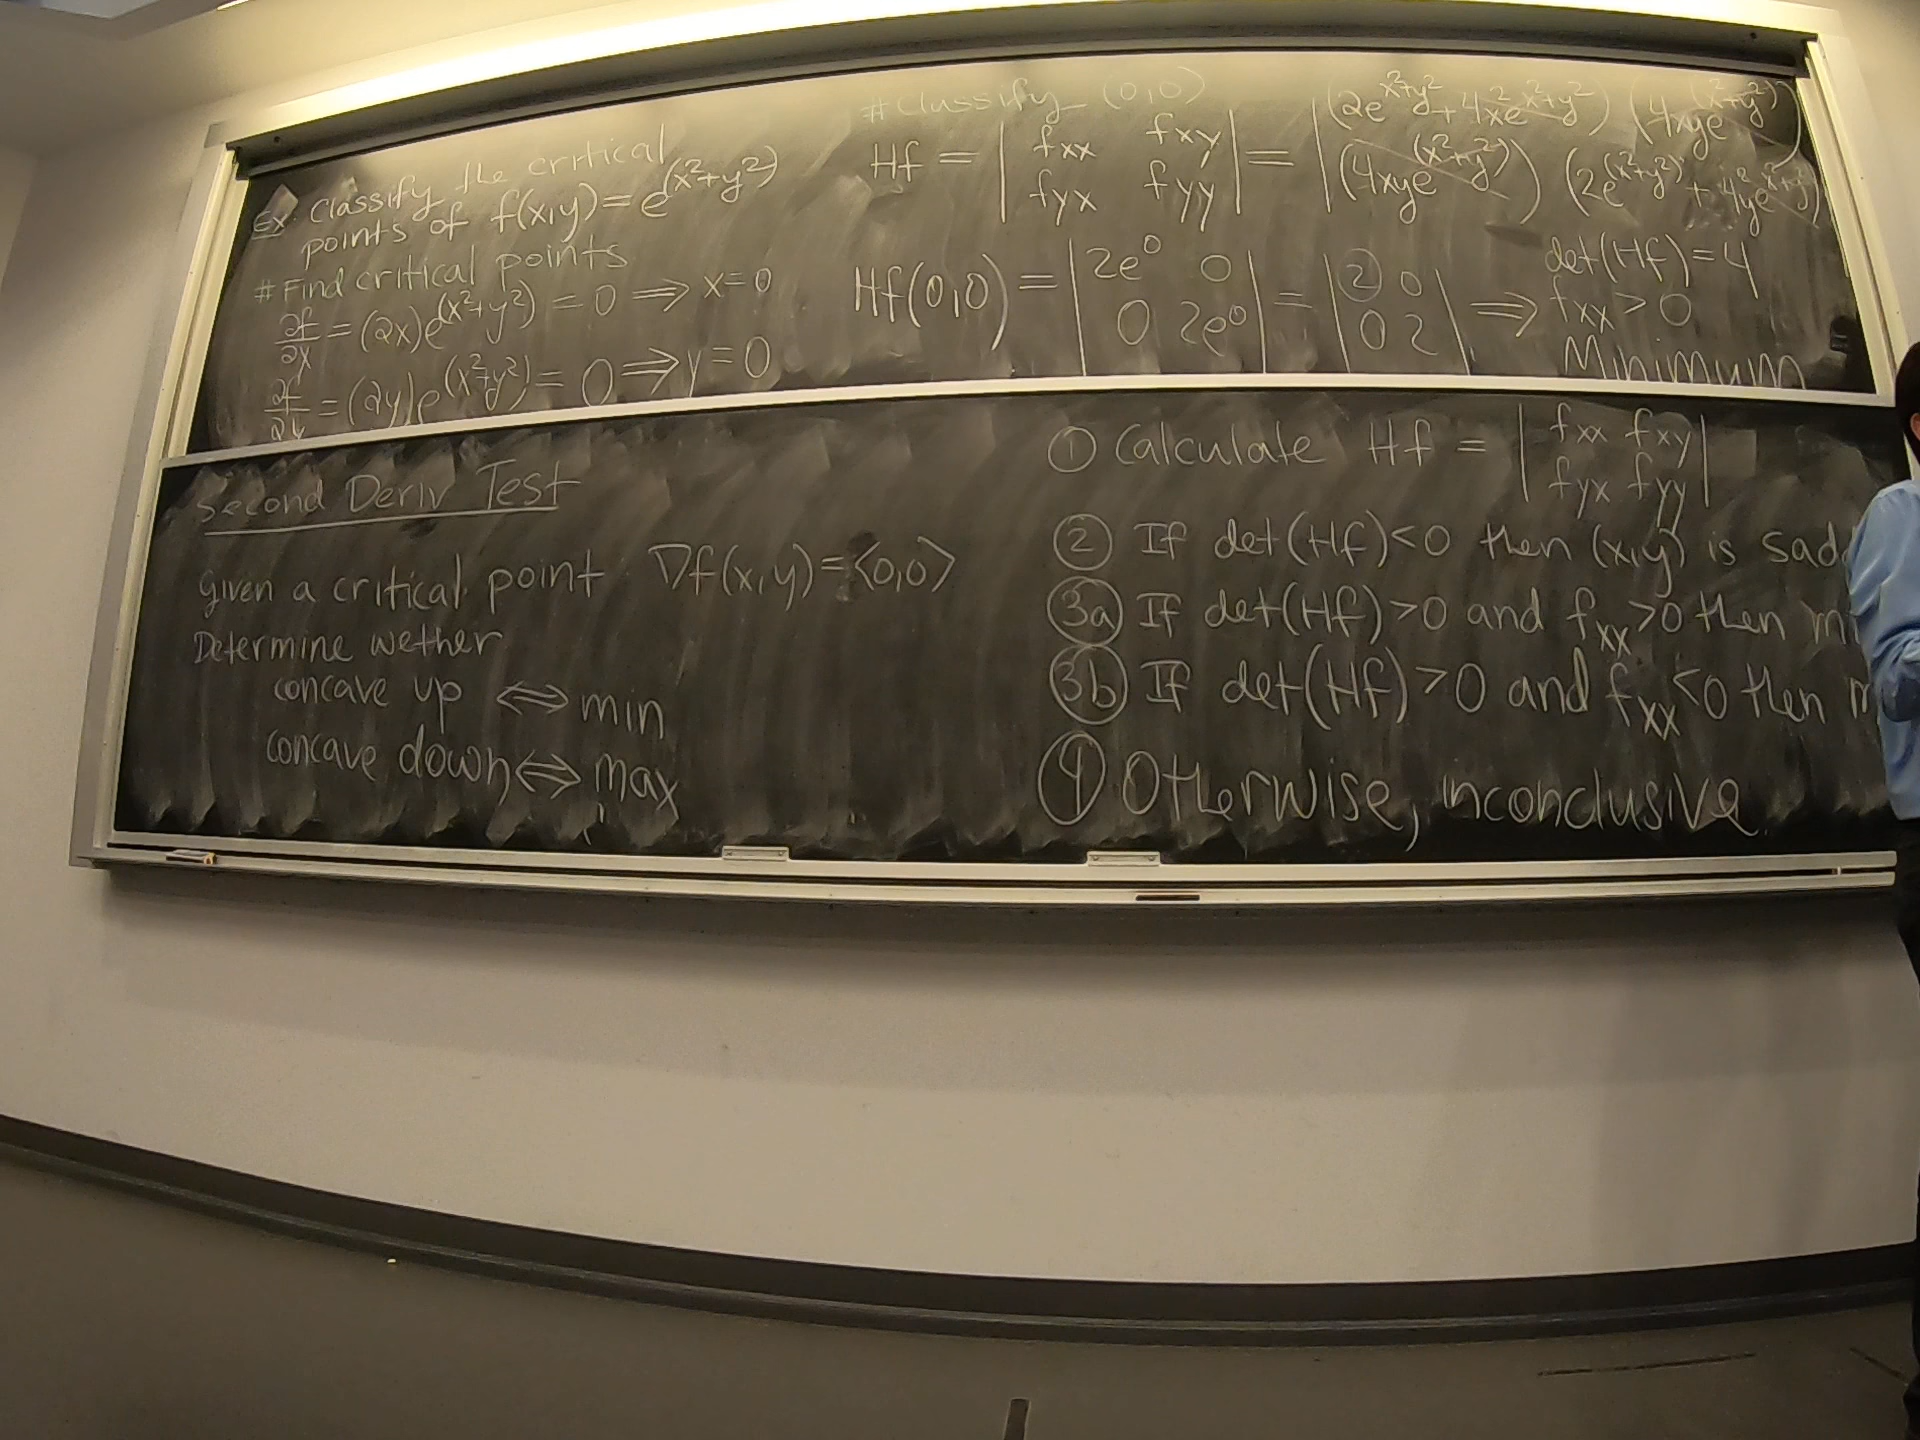 Ex. Classify the critical
points of f(x,y) = e^(x²+y²)
# Find critical points
∂f/∂x = (2x)e^(x²+y²) = 0 ⟹ x=0
∂f/∂y = (2y)e^(x²+y²) = 0 ⟹ y=0
# Classify (0,0)
Hf = | fxx fxy | = | (2e^(x²+y²) + 4x²e^(x²+y²)) (4xye^(x²+y²)) |
| fyx fyy | | (4xye^(x²+y²)) (2e^(x²+y²) + 4y²e^(x²+y²)) |
Hf(0,0) = | 2e⁰ 0 | = | 2 0 | ⟹ det(Hf)=4
| 0 2e⁰ | | 0 2 | fxx > 0
Minimum
Second Deriv Test
given a critical point ∇f(x,y) = <0,0>
Determine wether
concave up ⟺ min
concave down ⟺ max
① Calculate Hf = | fxx fxy |
| fyx fyy |
② If det(Hf)<0 then (x,y) is sadd
③a If det(Hf)>0 and fxx>0 then m
③b If det(Hf)>0 and fxx<0 then m
④ Otherwise, inconclusive.